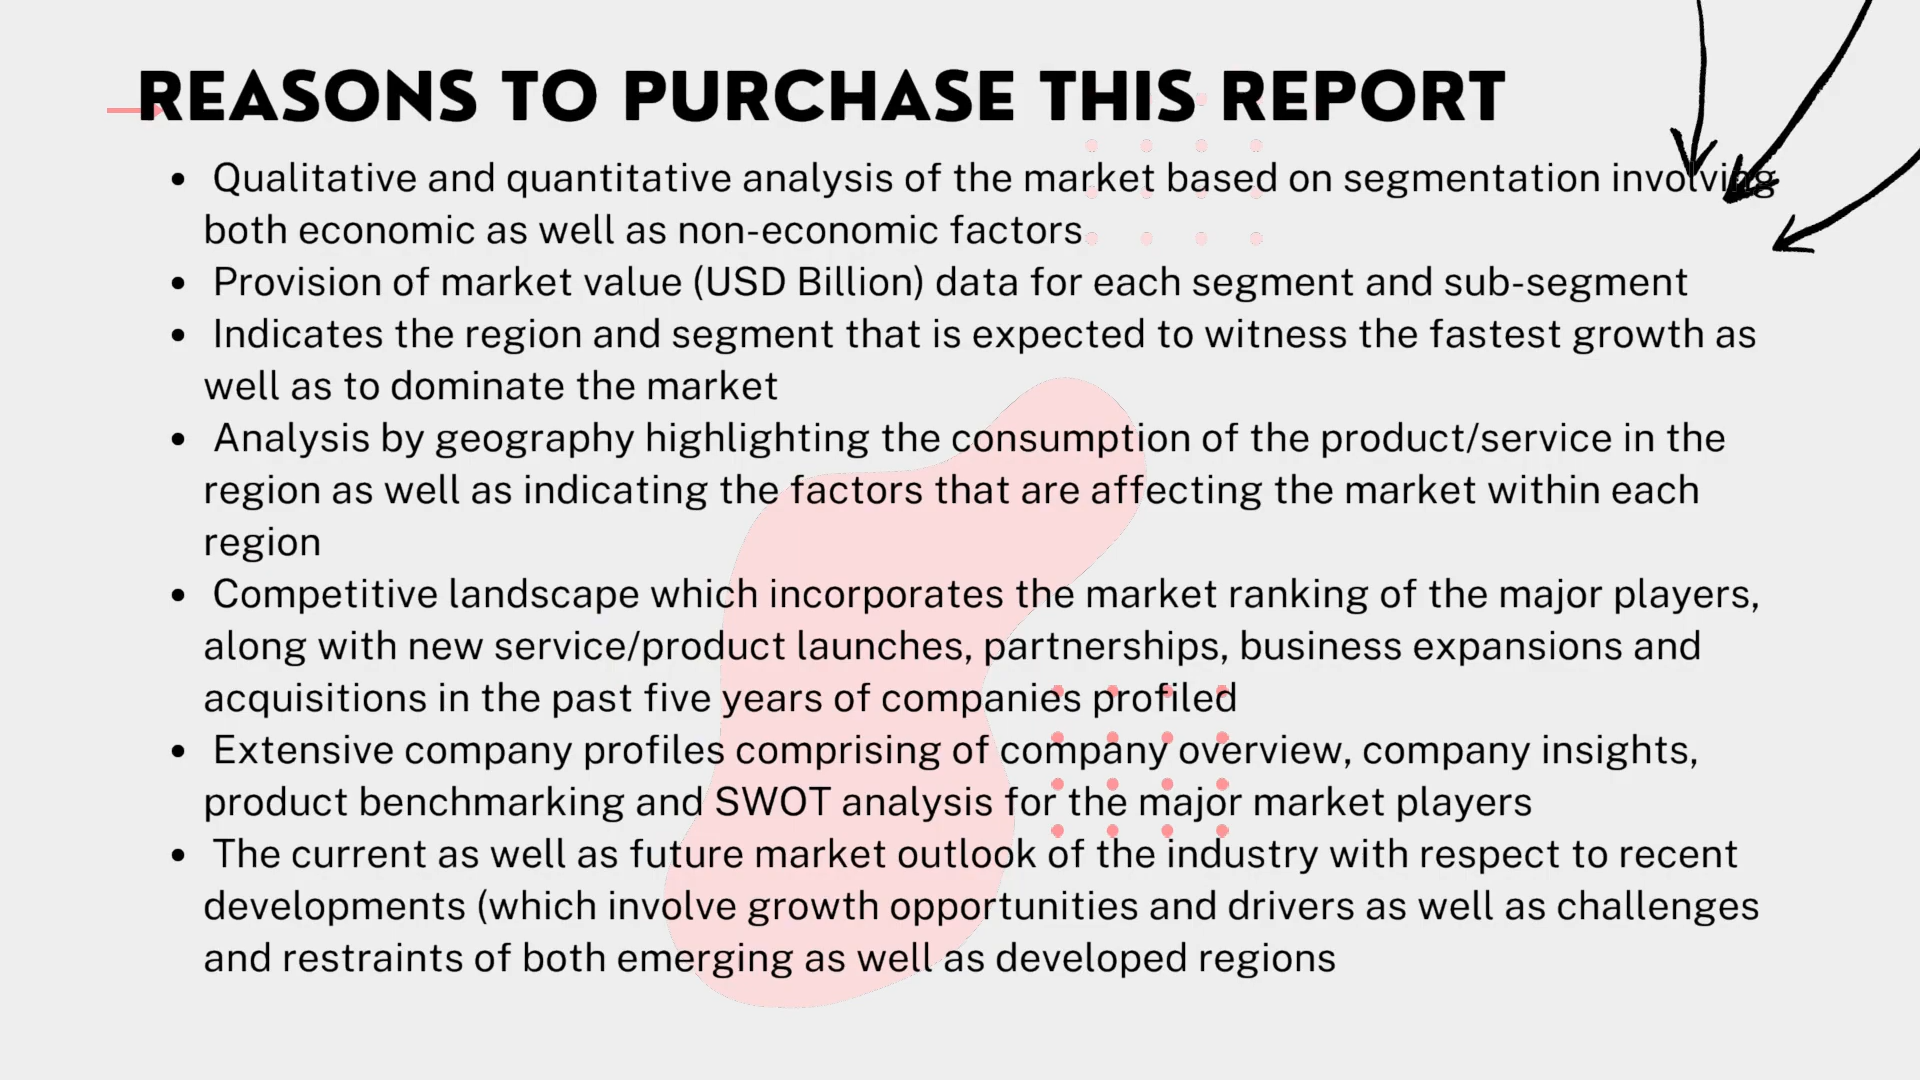 REASONS TO PURCHASE THIS REPORT
• Qualitative and quantitative analysis of the market based on segmentation involving
both economic as well as non-economic factors.
• Provision of market value (USD Billion) data for each segment and sub-segment
• Indicates the region and segment that is expected to witness the fastest growth as
well as to dominate the market
• Analysis by geography highlighting the consumption of the product/service in the
region as well as indicating the factors that are affecting the market within each
region
• Competitive landscape which incorporates the market ranking of the major players,
along with new service/product launches, partnerships, business expansions and
acquisitions in the past five years of companies profiled
• Extensive company profiles comprising of company overview, company insights,
product benchmarking and SWOT analysis for the major market players
• The current as well as future market outlook of the industry with respect to recent
developments (which involve growth opportunities and drivers as well as challenges
and restraints of both emerging as well as developed regions